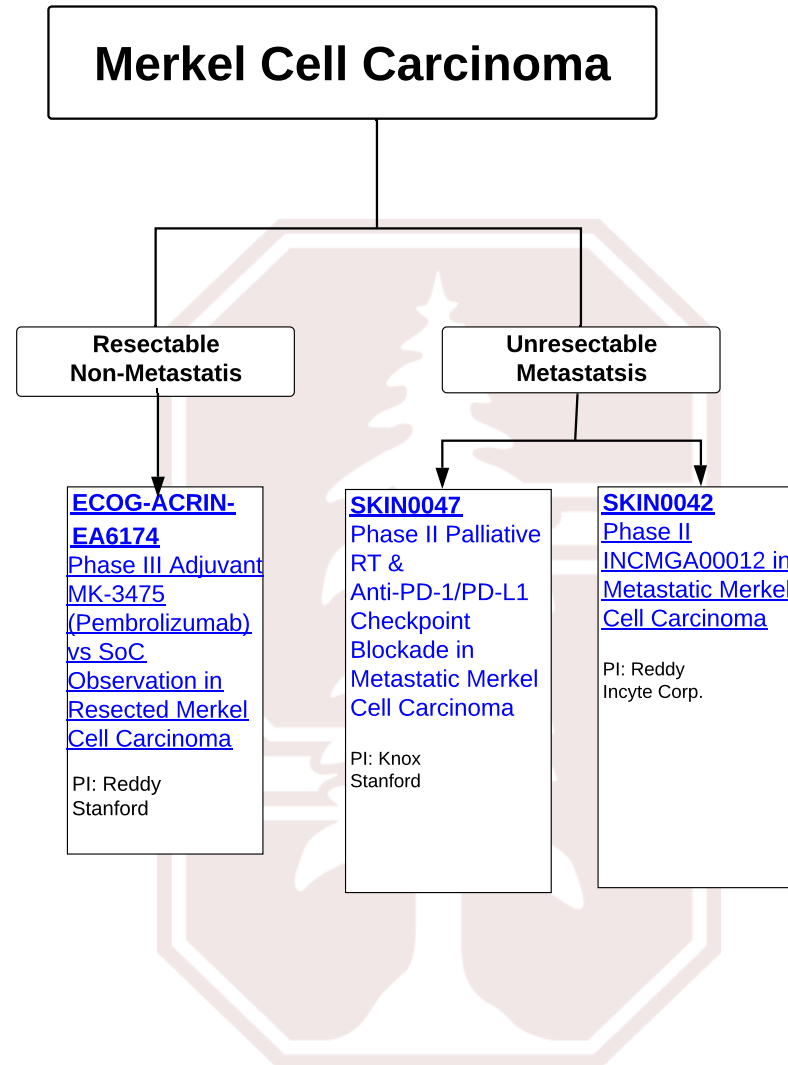 Merkel Cell Carcinoma
Resectable
Non-Metastatis
Unresectable
Metastatsis
ECOG-ACRIN-
EA6174
Phase III Adjuvant
MK-3475
(Pembrolizumab)
vs SoC
Observation in
Resected Merkel
Cell Carcinoma
PI: Reddy
Stanford
SKIN0047
Phase II Palliative
RT &
Anti-PD-1/PD-L1
Checkpoint
Blockade in
Metastatic Merkel
Cell Carcinoma
PI: Knox
Stanford
SKIN0042
Phase II
INCMGA00012 in
Metastatic Merkel
Cell Carcinoma
PI: Reddy
Incyte Corp.